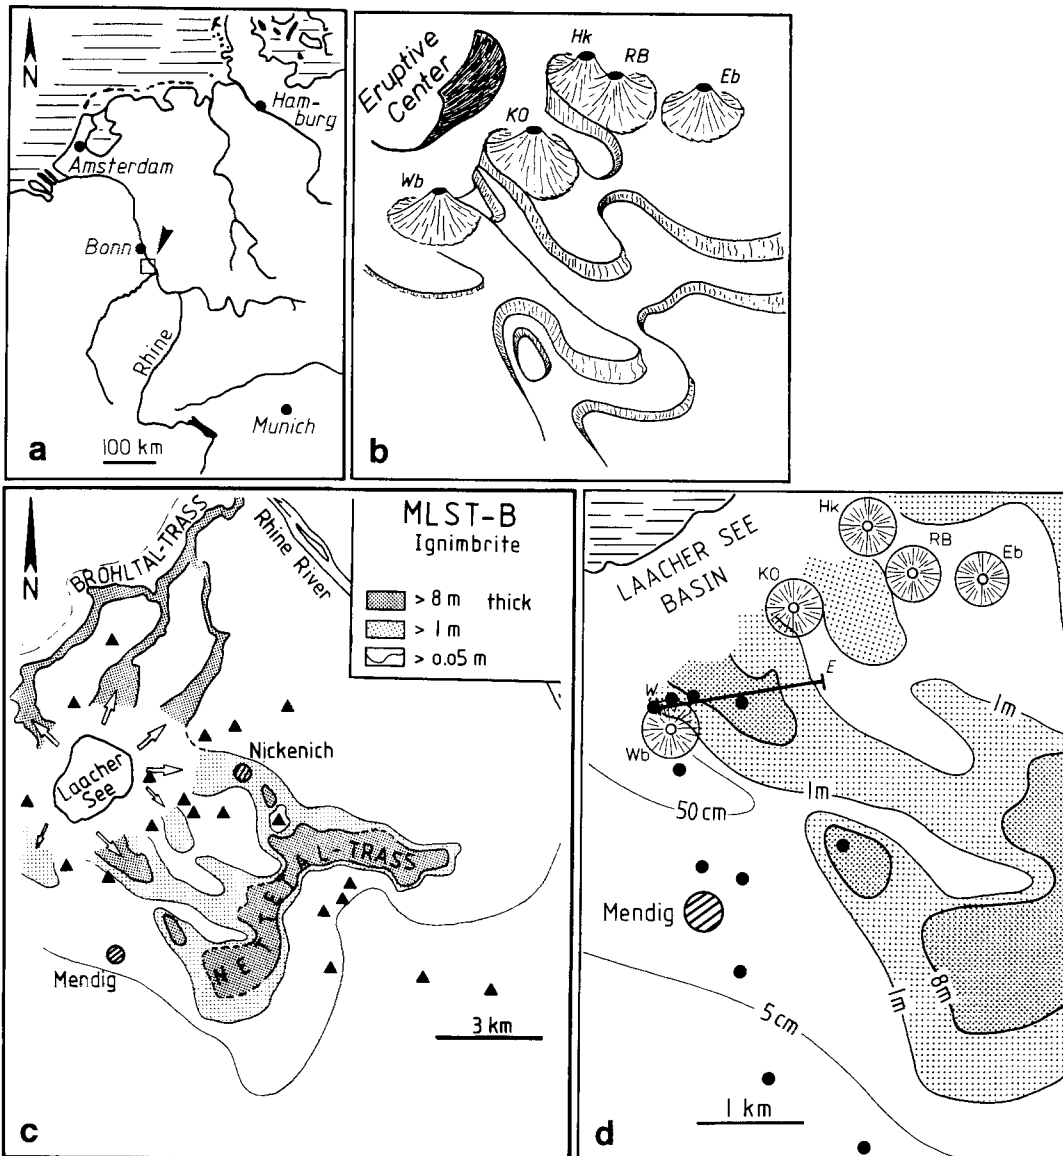 N
Ham-
burg
Amsterdam
Bonn
Rhine
Munich
100 km
a
Eruptive
Center
Hk
RB
Eb
KO
Wb
b
N
BROHLTAL-TRASS
Rhine River
MLST-B
Ignimbrite
> 8 m thick
> 1 m
> 0.05 m
Nickenich
Laacher
See
NETTETAL-TRASS
Mendig
3 km
c
LAACHER SEE
BASIN
Hk
RB
Eb
KO
E
W
Wb
1m
1m
50 cm
Mendig
1m
8m
5 cm
1 km
d